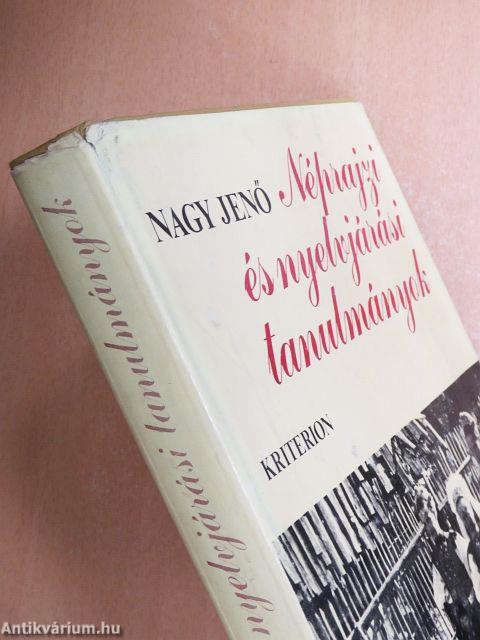 NAGY JENŐ
Néprajzi
és nyelvjárási
tanulmányok
KRITERION
nyelvjárási tanulmányok
Antikvárium.hu